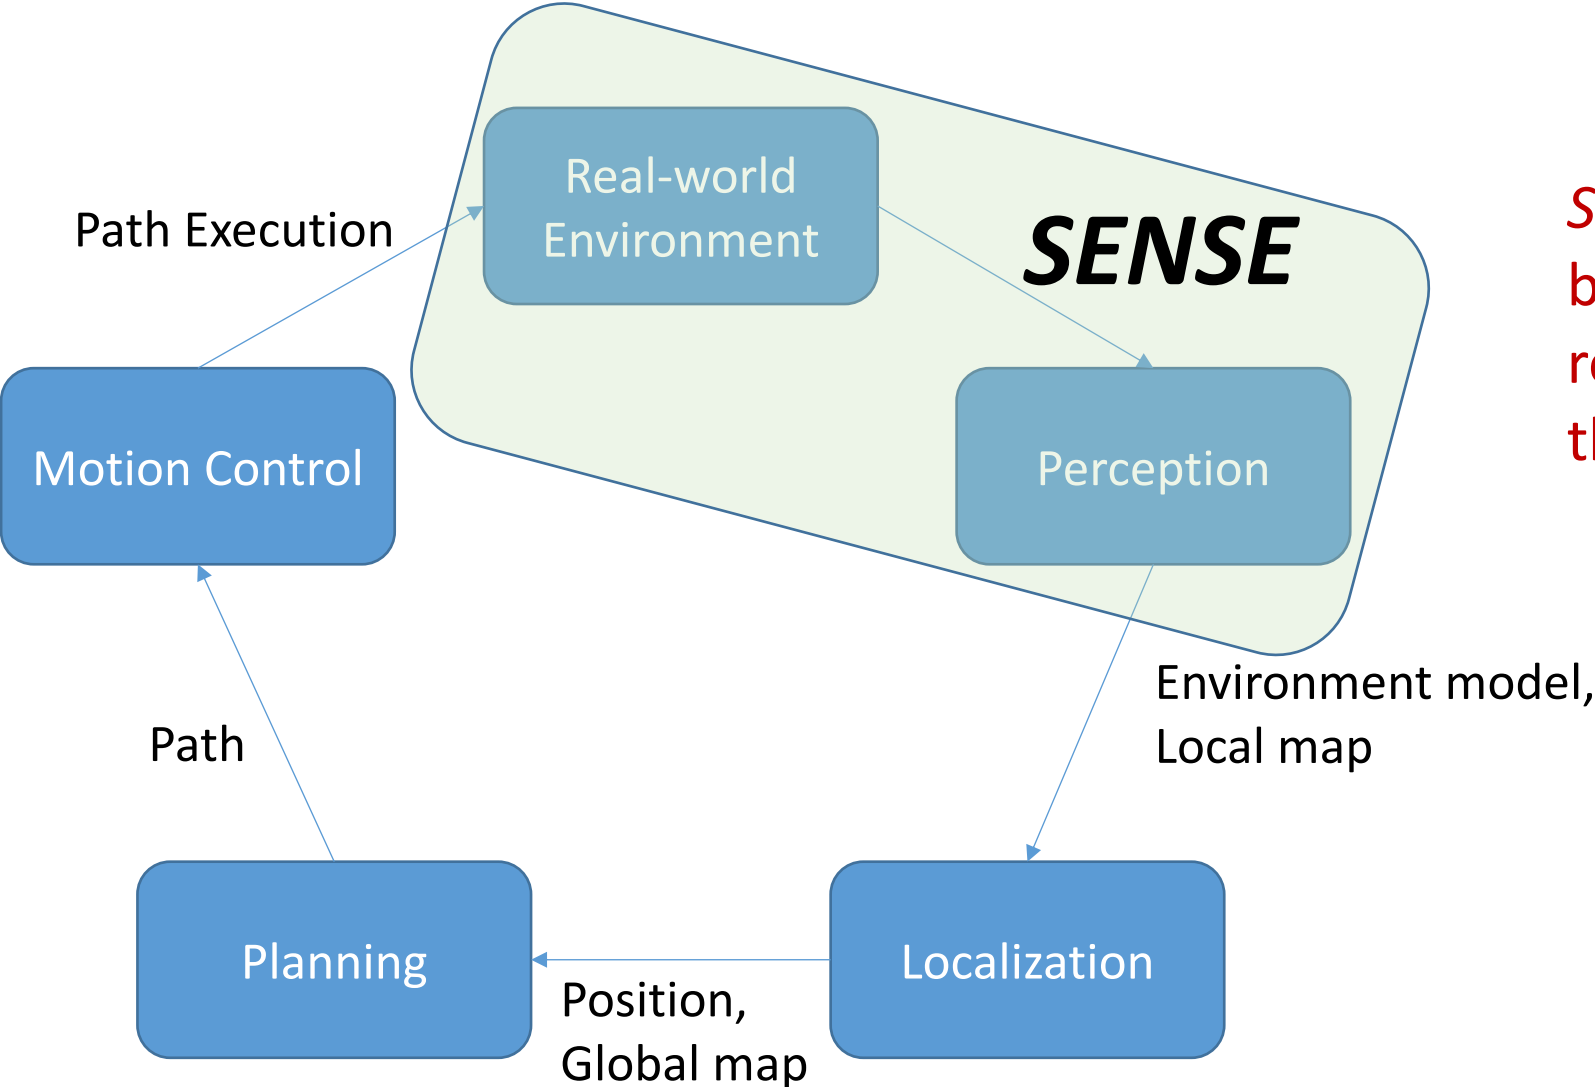 Real-world
Environment
SENSE
Path Execution
Motion Control
Perception
Environment model,
Local map
Path
Planning
Localization
Position,
Global map